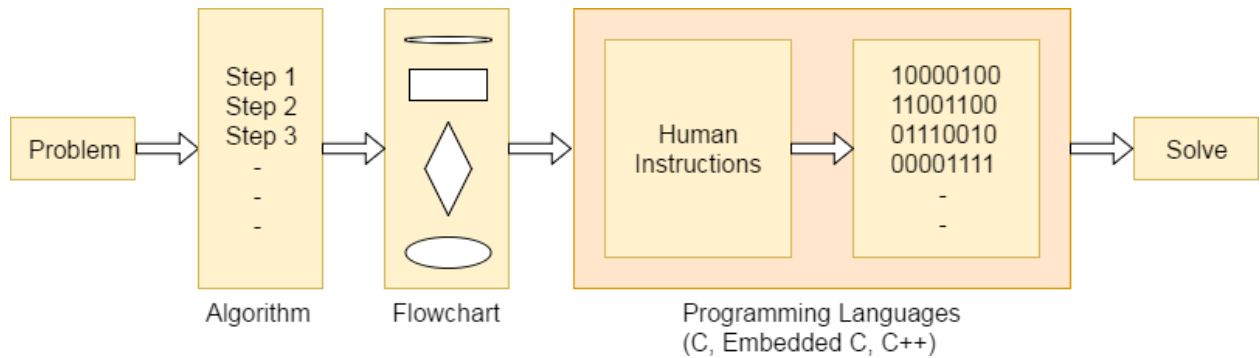 Problem
Step 1
Step 2
Step 3
-
-
-
Algorithm
Flowchart
Human
Instructions
10000100
11001100
01110010
00001111
-
-
Programming Languages
(C, Embedded C, C++)
Solve